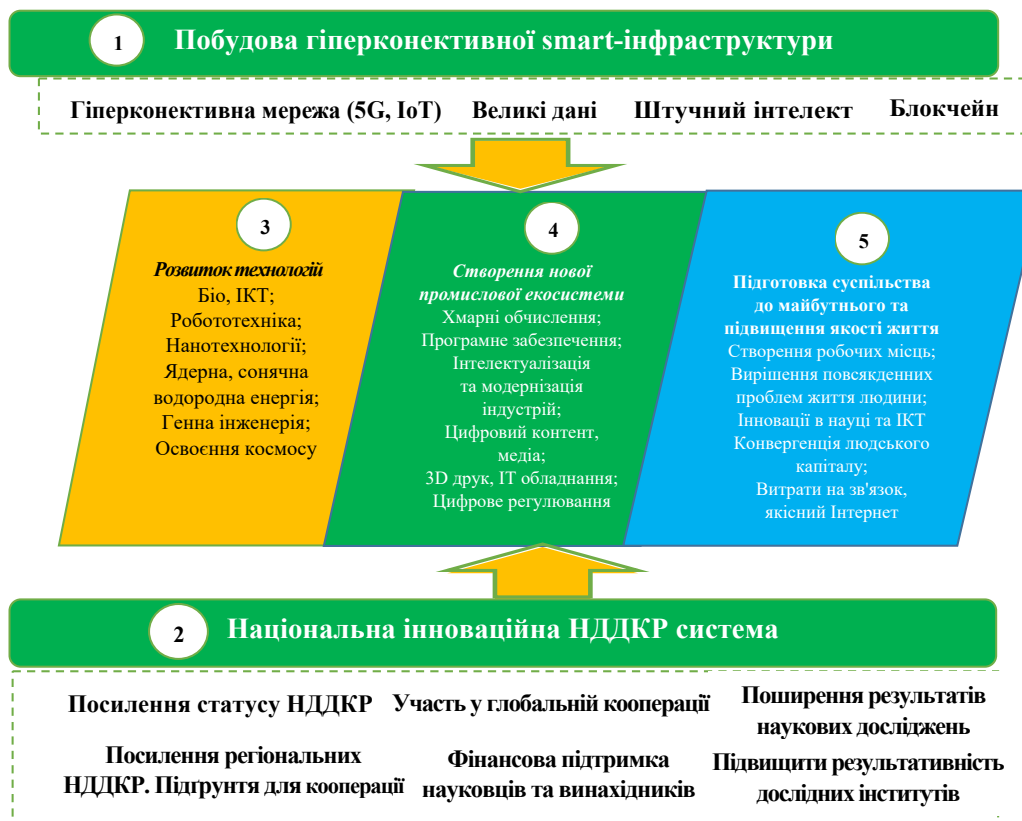 1 Побудова гіперконективної smart-інфраструктури
Гіперконективна мережа (5G, IoT) Великі дані Штучний інтелект Блокчейн
3
Розвиток технологій
Біо, ІКТ;
Робототехніка;
Нанотехнології;
Ядерна, сонячна
водородна енергія;
Генна інженерія;
Освоєння космосу
4
Створення нової
промислової екосистеми
Хмарні обчислення;
Програмне забезпечення;
Інтелектуалізація
та модернізація
індустрій;
Цифровий контент,
медіа;
3D друк, ІТ обладнання;
Цифрове регулювання
5
Підготовка суспільства
до майбутнього та
підвищення якості життя
Створення робочих місць;
Вирішення повсякденних
проблем життя людини;
Інновації в науці та ІКТ
Конвергенція людського
капіталу;
Витрати на зв'язок,
якісний Інтернет
2 Національна інноваційна НДДКР система
Посилення статусу НДДКР
Участь у глобальній кооперації
Поширення результатів
наукових досліджень
Посилення регіональних
НДДКР. Підґрунтя для кооперації
Фінансова підтримка
науковців та винахідників
Підвищити результативність
дослідних інститутів